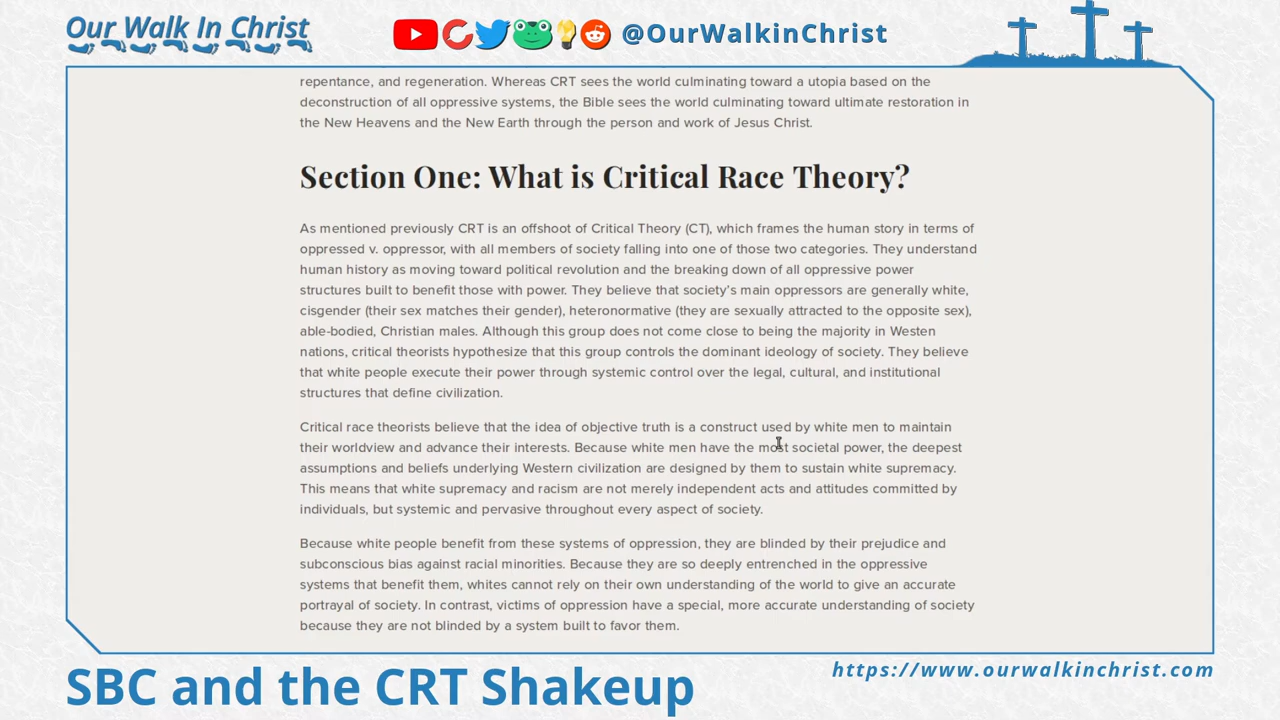 Our Walk In Christ
@OurWalkinChrist
repentance, and regeneration. Whereas CRT sees the world culminating toward a utopia based on the
deconstruction of all oppressive systems, the Bible sees the world culminating toward ultimate restoration in
the New Heavens and the New Earth through the person and work of Jesus Christ.
Section One: What is Critical Race Theory?
As mentioned previously CRT is an offshoot of Critical Theory (CT), which frames the human story in terms of
oppressed v. oppressor, with all members of society falling into one of those two categories. They understand
human history as moving toward political revolution and the breaking down of all oppressive power
structures built to benefit those with power. They believe that society's main oppressors are generally white,
cisgender (their sex matches their gender), heteronormative (they are sexually attracted to the opposite sex),
able-bodied, Christian males. Although this group does not come close to being the majority in Westen
nations, critical theorists hypothesize that this group controls the dominant ideology of society. They believe
that white people execute their power through systemic control over the legal, cultural, and institutional
structures that define civilization.
Critical race theorists believe that the idea of objective truth is a construct used by white men to maintain
their worldview and advance their interests. Because white men have the most societal power, the deepest
assumptions and beliefs underlying Western civilization are designed by them to sustain white supremacy.
This means that white supremacy and racism are not merely independent acts and attitudes committed by
individuals, but systemic and pervasive throughout every aspect of society.
Because white people benefit from these systems of oppression, they are blinded by their prejudice and
subconscious bias against racial minorities. Because they are so deeply entrenched in the oppressive
systems that benefit them, whites cannot rely on their own understanding of the world to give an accurate
portrayal of society. In contrast, victims of oppression have a special, more accurate understanding of society
because they are not blinded by a system built to favor them.
SBC and the CRT Shakeup
https://www.ourwalkinchrist.com